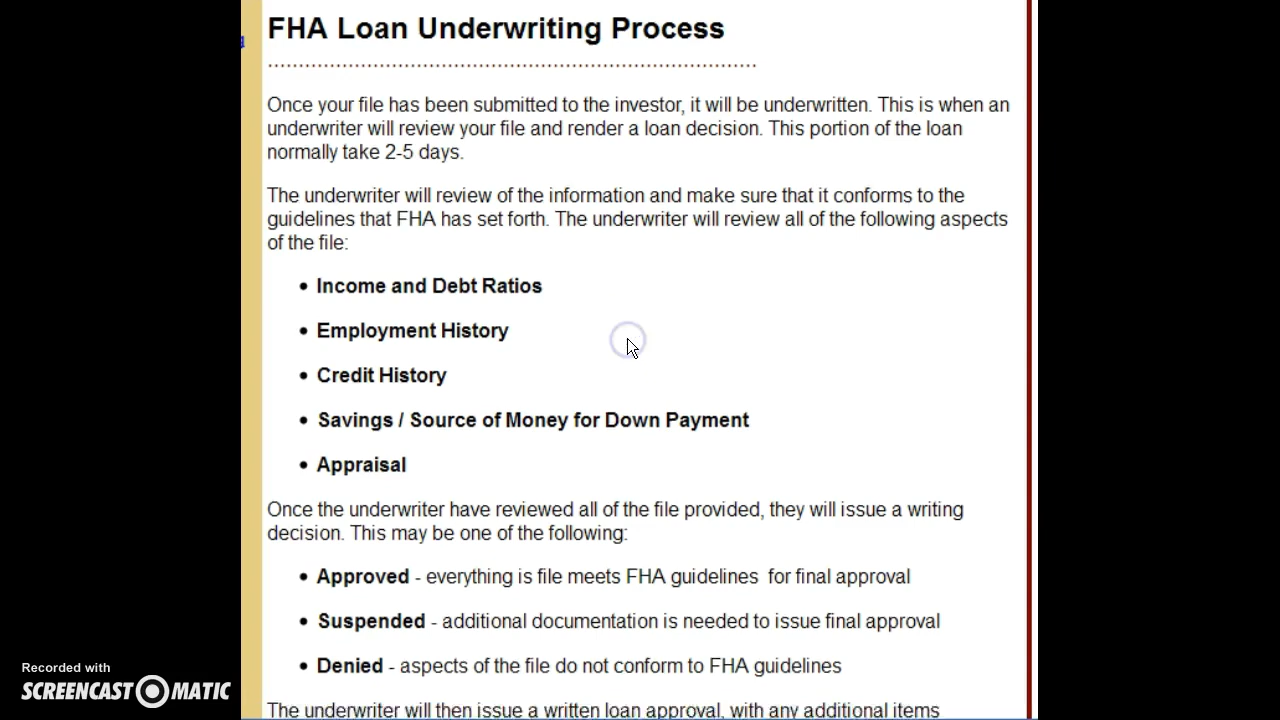 FHA Loan Underwriting Process
Once your file has been submitted to the investor, it will be underwritten. This is when an
underwriter will review your file and render a loan decision. This portion of the loan
normally take 2-5 days.
The underwriter will review of the information and make sure that it conforms to the
guidelines that FHA has set forth. The underwriter will review all of the following aspects
of the file:
• Income and Debt Ratios
• Employment History
• Credit History
• Savings / Source of Money for Down Payment
• Appraisal
Once the underwriter have reviewed all of the file provided, they will issue a writing
decision. This may be one of the following:
• Approved - everything is file meets FHA guidelines  for final approval
• Suspended - additional documentation is needed to issue final approval
• Denied - aspects of the file do not conform to FHA guidelines
The underwriter will then issue a written loan approval, with any additional items
Recorded with
SCREENCAST-O-MATIC